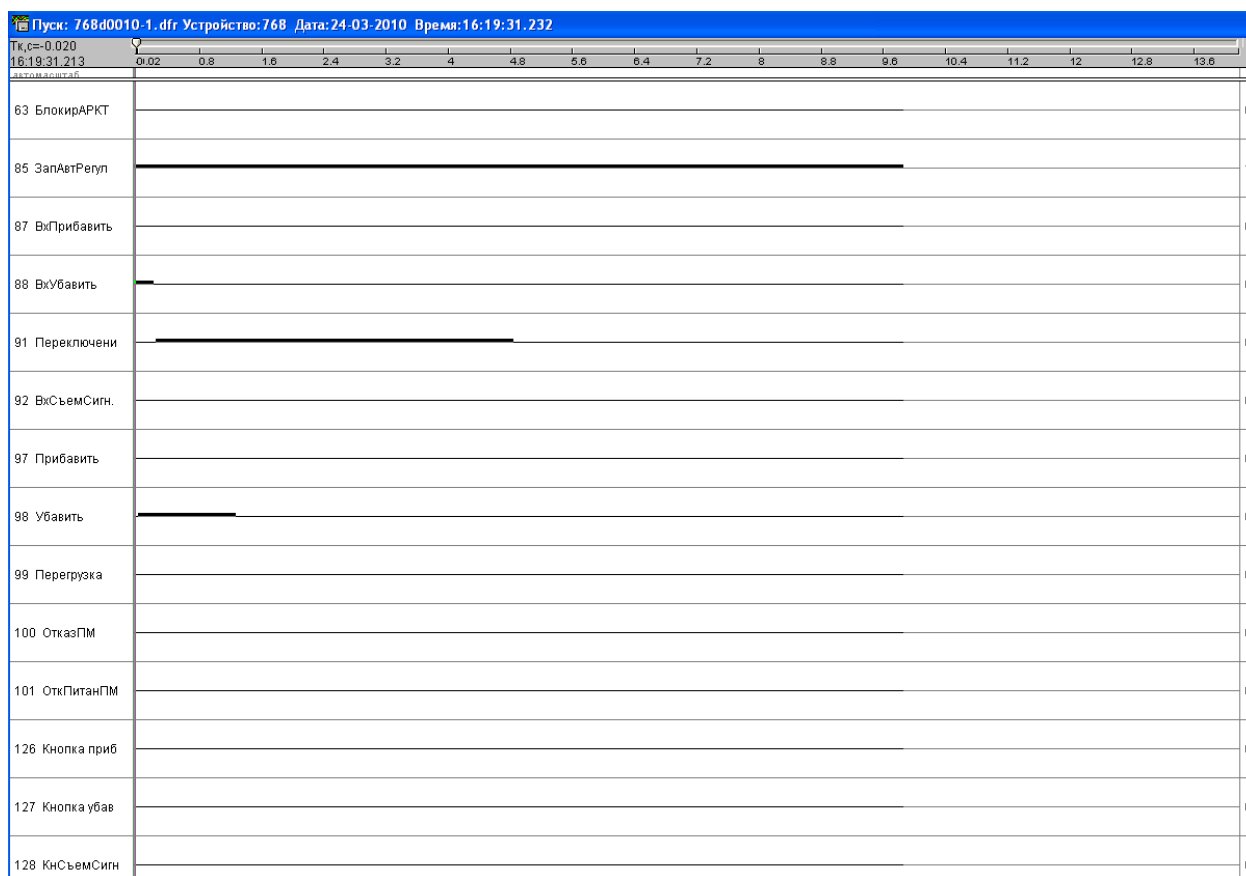 Пуск: 768d0010-1.dfr Устройство:768 Дата:24-03-2010 Время:16:19:31.232
Тк,с=-0.020
16:19:31.213 0.02 0.8 1.6 2.4 3.2 4 4.8 5.6 6.4 7.2 8 8.8 9.6 10.4 11.2 12 12.8 13.6
автомасштаб
63 БлокирАРКТ
85 ЗапАвтРегул
87 ВхПрибавить
88 ВхУбавить
91 Переключени
92 ВхСъемСигн.
97 Прибавить
98 Убавить
99 Перегрузка
100 ОтказПМ
101 ОткПитанПМ
126 Кнопка приб
127 Кнопка убав
128 КнСъемСигн